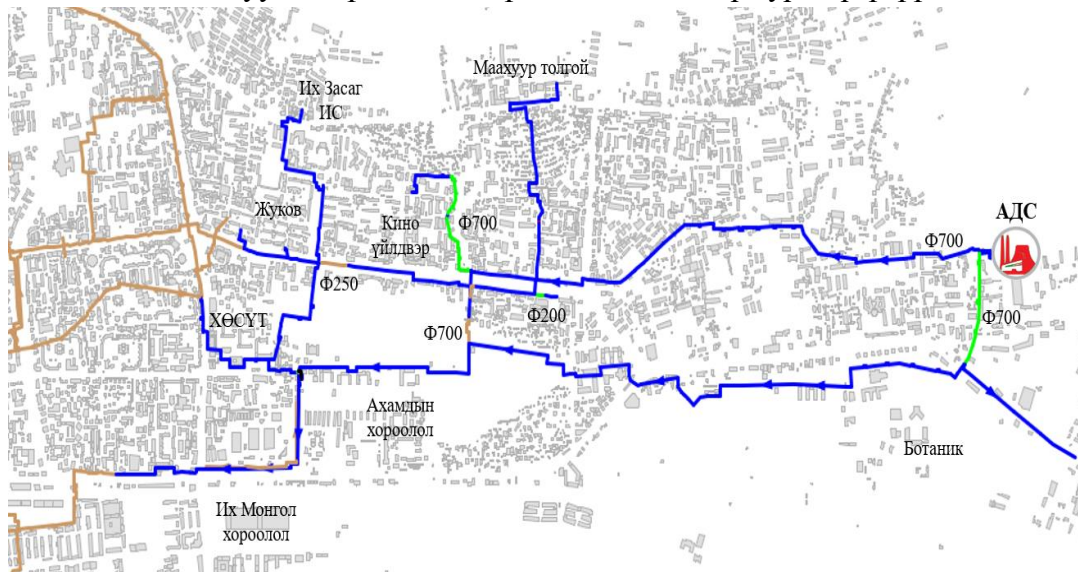 Маахуур толгой
Их Засаг
ИС
Жуков
Кино
үйлдвэр
Ф700
АДС
Ф700
Ф250
Ф200
Ф700
ХӨСҮТ
Ф700
Ахамдын
хороолол
Ботаник
Их Монгол
хороолол